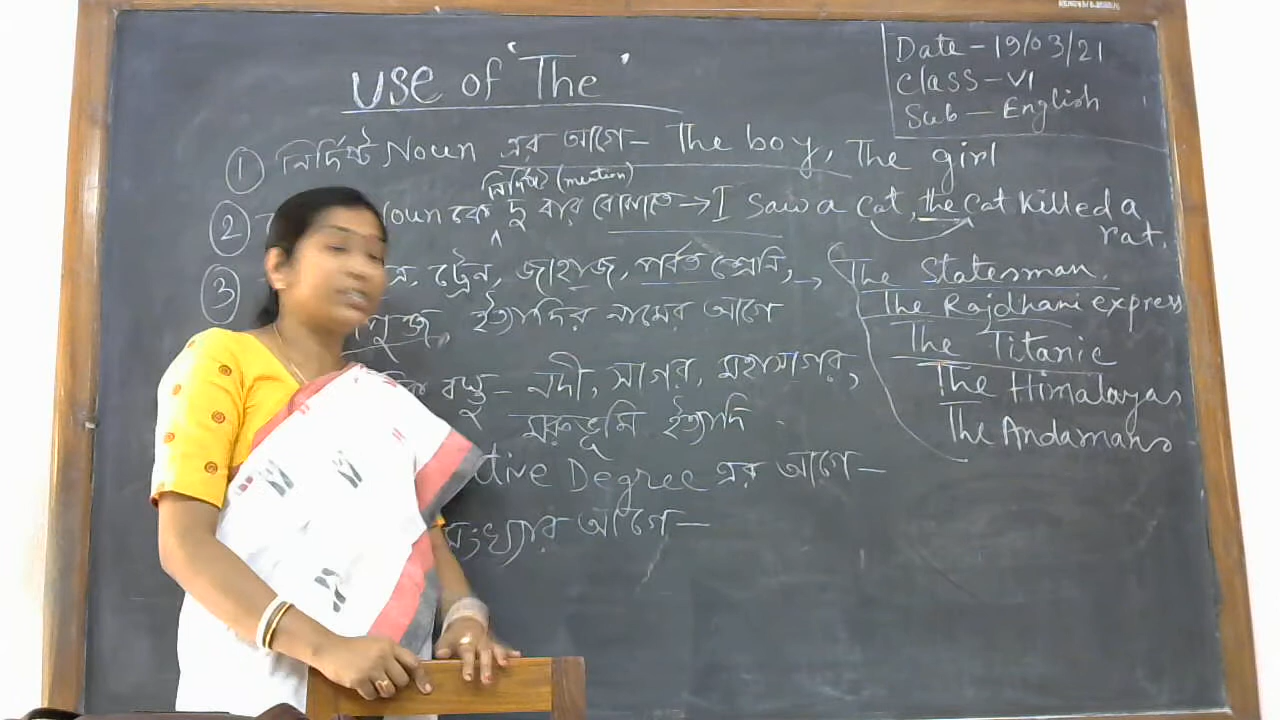 Date - 19/03/21
Class - VI
Sub - English
Use of 'The'
① নির্দিষ্ট Noun এর আগে - The boy, The girl
নির্দিষ্ট (mention)
② Noun কে দু বার বোঝাতে → I saw a cat, the cat killed a
rat.
③ ট্রেন, জাহাজ, পর্বত শ্রেনি, → The Statesman.
ইত্যাদির নামের আগে The Rajdhani express
The Titanic
বস্তু - নদী, সাগর, মহাসাগর, The Himalayas
মরুভূমি ইত্যাদি The Andamans
Degree এর আগে -
সংখ্যার আগে -